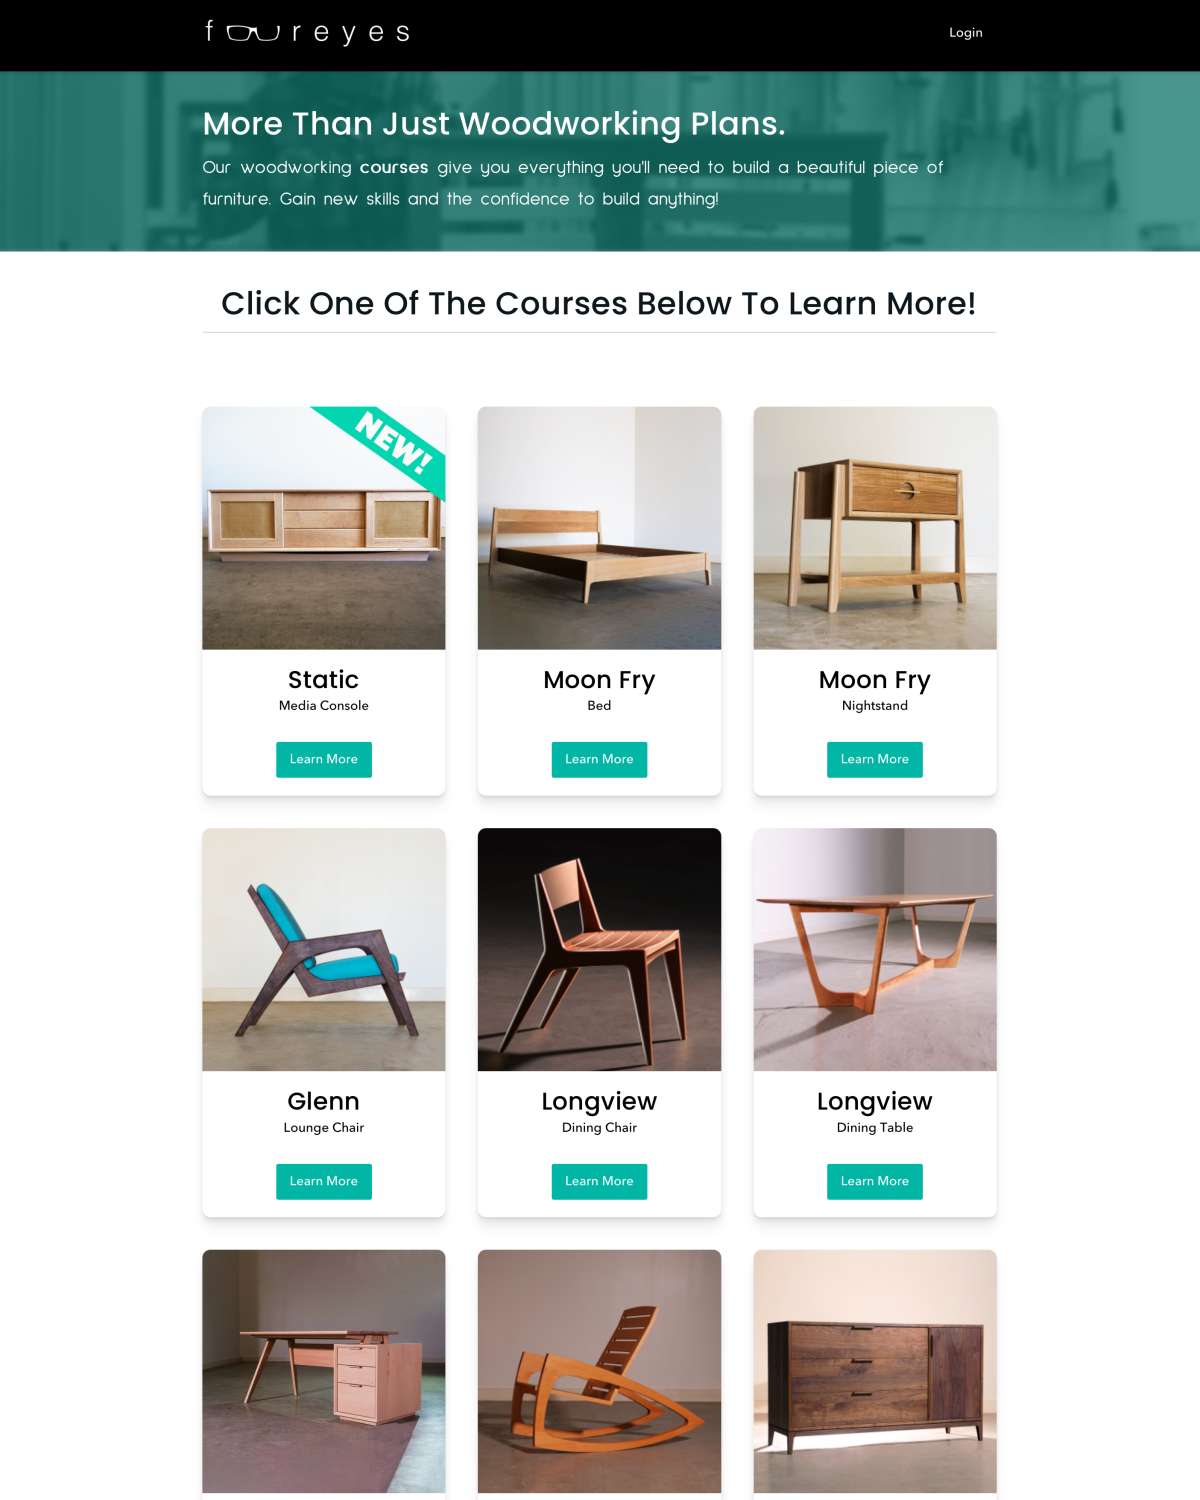 foureyes
Login
More Than Just Woodworking Plans.
Our woodworking courses give you everything you'll need to build a beautiful piece of
furniture. Gain new skills and the confidence to build anything!
Click One Of The Courses Below To Learn More!
NEW!
Static
Media Console
Learn More
Moon Fry
Bed
Learn More
Moon Fry
Nightstand
Learn More
Glenn
Lounge Chair
Learn More
Longview
Dining Chair
Learn More
Longview
Dining Table
Learn More